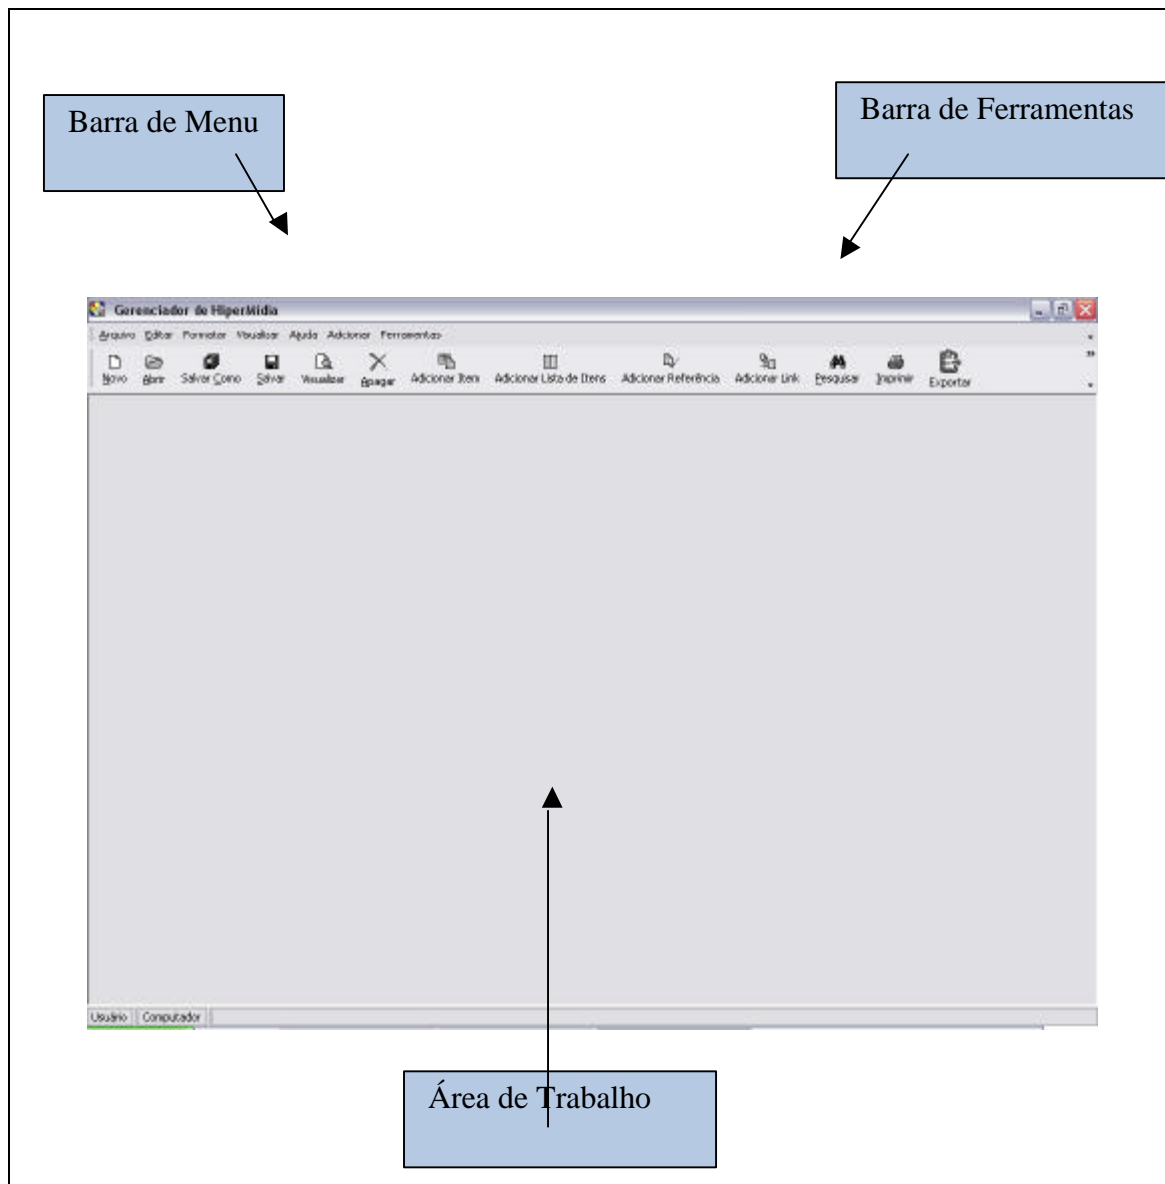 Barra de Menu
Barra de Ferramentas
Gerenciador de HiperMídia
Arquivo Editar Formatar Visualizar Ajuda Adicionar Ferramentas
Novo Abrir Salvar Como Salvar Visualizar Apagar Adicionar Item Adicionar Lista de Itens Adicionar Referência Adicionar Link Pesquisar Imprimir Exportar
Usuário Computador
Área de Trabalho